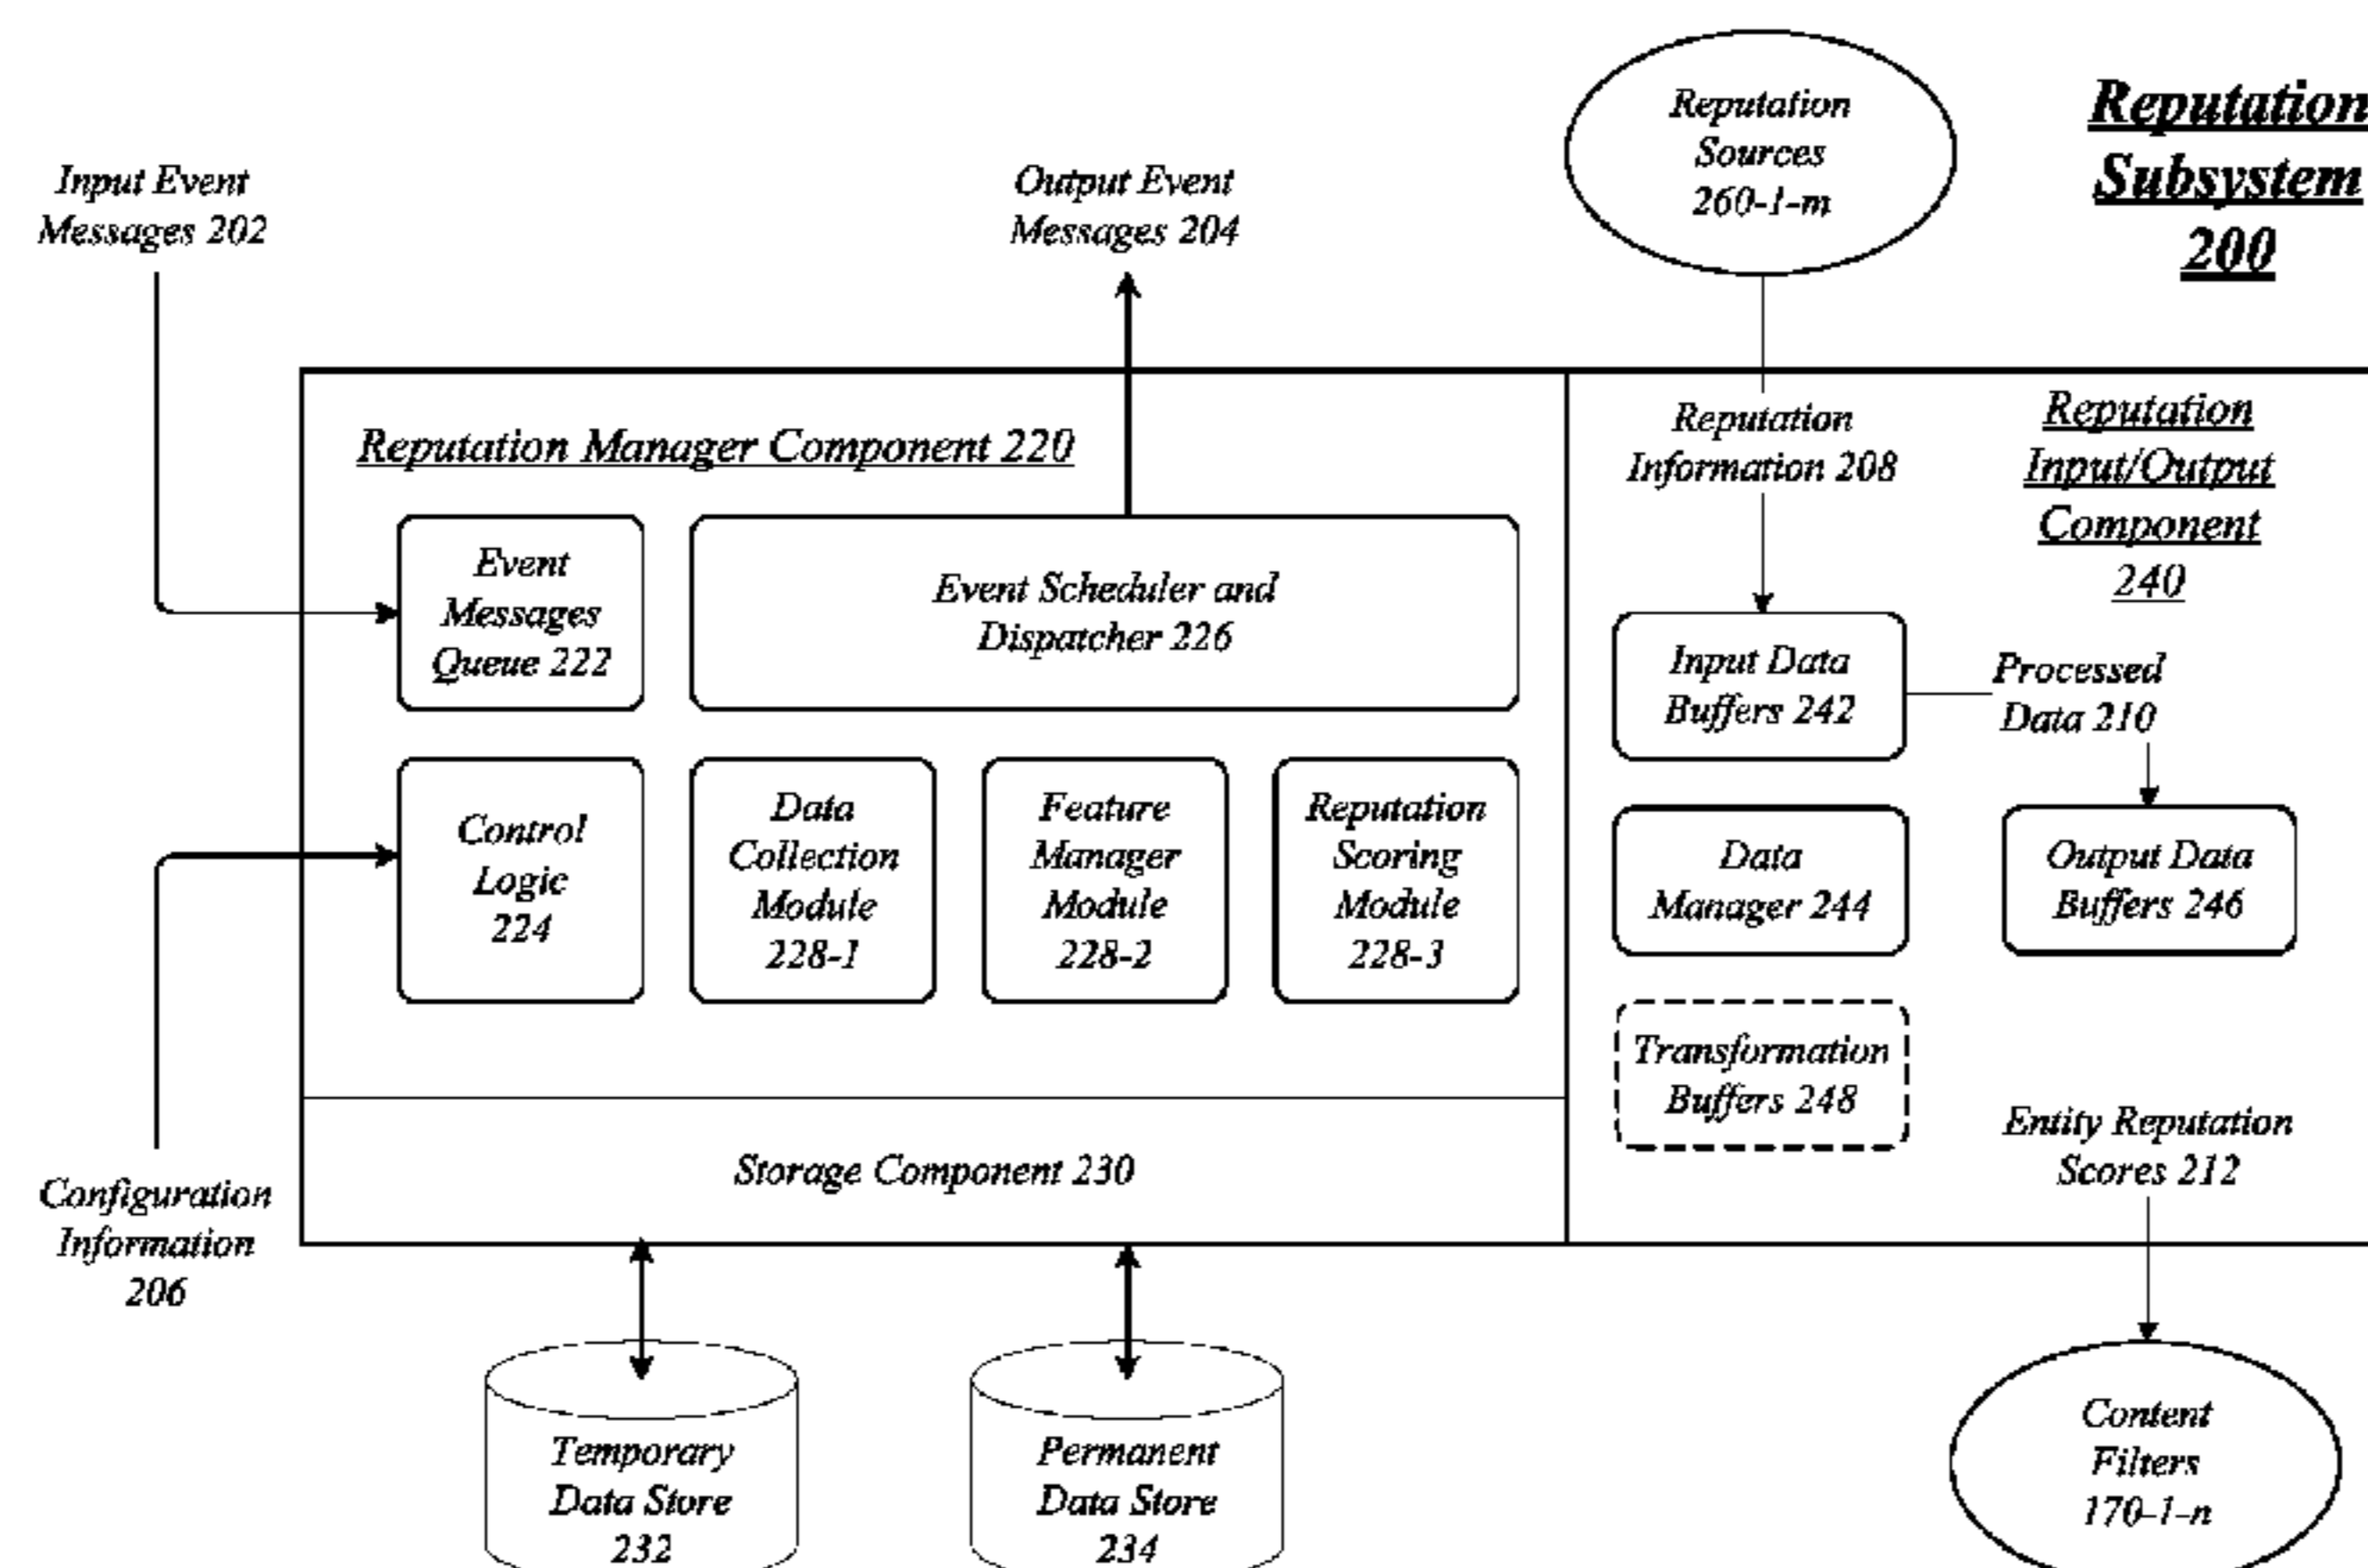 Reputation
Subsystem
200
Reputation
Sources
260-1-m
Input Event
Messages 202
Output Event
Messages 204
Reputation Manager Component 220
Reputation
Information 208
Reputation
Input/Output
Component
240
Event
Messages
Queue 222
Event Scheduler and
Dispatcher 226
Input Data
Buffers 242
Processed
Data 210
Control
Logic
224
Data
Collection
Module
228-1
Feature
Manager
Module
228-2
Reputation
Scoring
Module
228-3
Data
Manager 244
Output Data
Buffers 246
Transformation
Buffers 248
Storage Component 230
Entity Reputation
Scores 212
Configuration
Information
206
Temporary
Data Store
232
Permanent
Data Store
234
Content
Filters
170-1-n